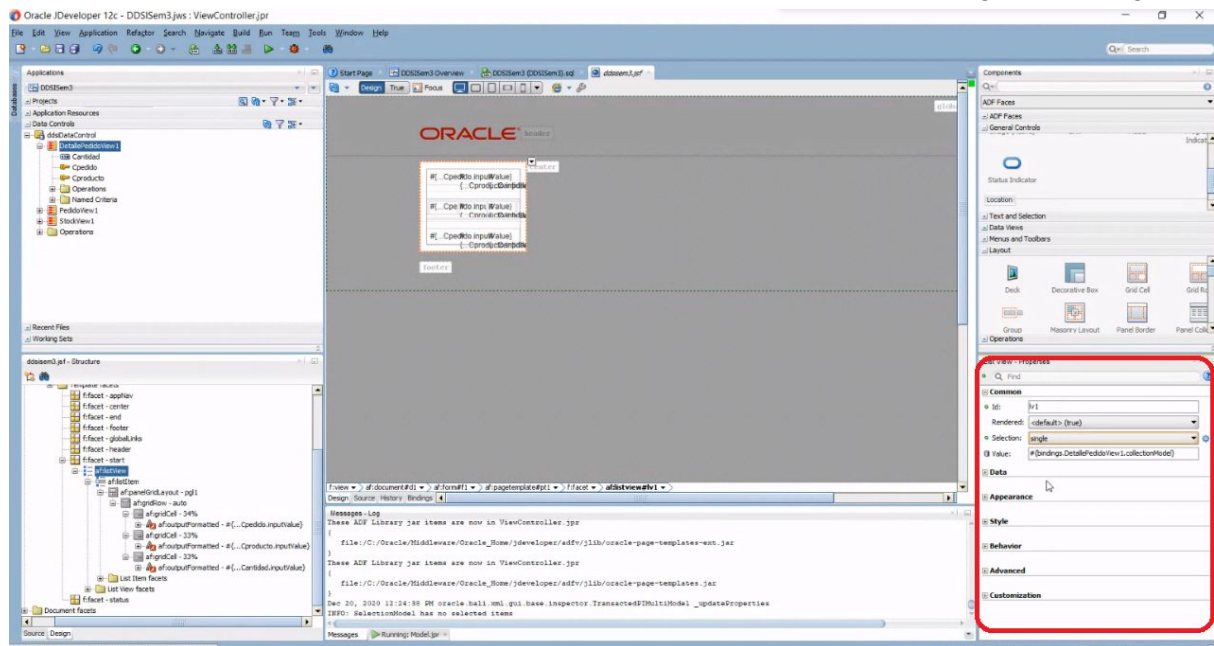 Oracle JDeveloper 12c - DDSISem3.jws : ViewController.jpr
File Edit View Application Refactor Search Navigate Build Run Team Tools Window Help
Search
Databases
Applications
DDSISem3
Projects
Application Resources
Data Controls
ddsiDataControl
DetallePedidoView1
Cantidad
Cpedido
Cproducto
Operations
Named Criteria
PedidoView1
StockView1
Operations
Recent Files
Working Sets
ddsisem3.jsf - Structure
Template facets
f:facet - appNav
f:facet - center
f:facet - end
f:facet - footer
f:facet - globalLinks
f:facet - header
f:facet - start
af:listView
af:listItem
af:panelGridLayout - pgl1
af:gridRow - auto
af:gridCell - 34%
af:outputFormatted - #{...Cpedido.inputValue}
af:gridCell - 33%
af:outputFormatted - #{...Cproducto.inputValue}
af:gridCell - 33%
af:outputFormatted - #{...Cantidad.inputValue}
List Item facets
List View facets
f:facet - status
Document facets
Source Design
Start Page DDSISem3 Overview DDSISem3 (DDSISem3).sql ddsisem3.jsf
Design True Focus
ORACLE header
center
footer
f:view af:document#d1 af:form#f1 af:pagetemplate#pt1 f:facet af:listview#lv1
Design Source History Bindings
Messages - Log
These ADF Library jar items are now in ViewController.jpr
{
file:/C:/Oracle/Middleware/Oracle_Home/jdeveloper/adfv/jlib/oracle-page-templates-ext.jar
}
These ADF Library jar items are now in ViewController.jpr
{
file:/C:/Oracle/Middleware/Oracle_Home/jdeveloper/adfv/jlib/oracle-page-templates.jar
}
Dec 20, 2020 12:24:38 PM oracle.bali.xml.gui.base.inspector.TransactedPIMultiModel _updateProperties
INFO: SelectionModel has no selected items
Messages Running: Model.jpr
Components
ADF Faces
ADF Faces
General Controls
Status Indicator
Location
Text and Selection
Data Views
Menus and Toolbars
Layout
Deck Decorative Box Grid Cell
Group Masonry Layout Panel Border
Operations
List View - Properties
Find
Common
Id: lv1
Rendered: <default> (true)
Selection: single
Value: #{bindings.DetallePedidoView1.collectionModel}
Data
Appearance
Style
Behavior
Advanced
Customization